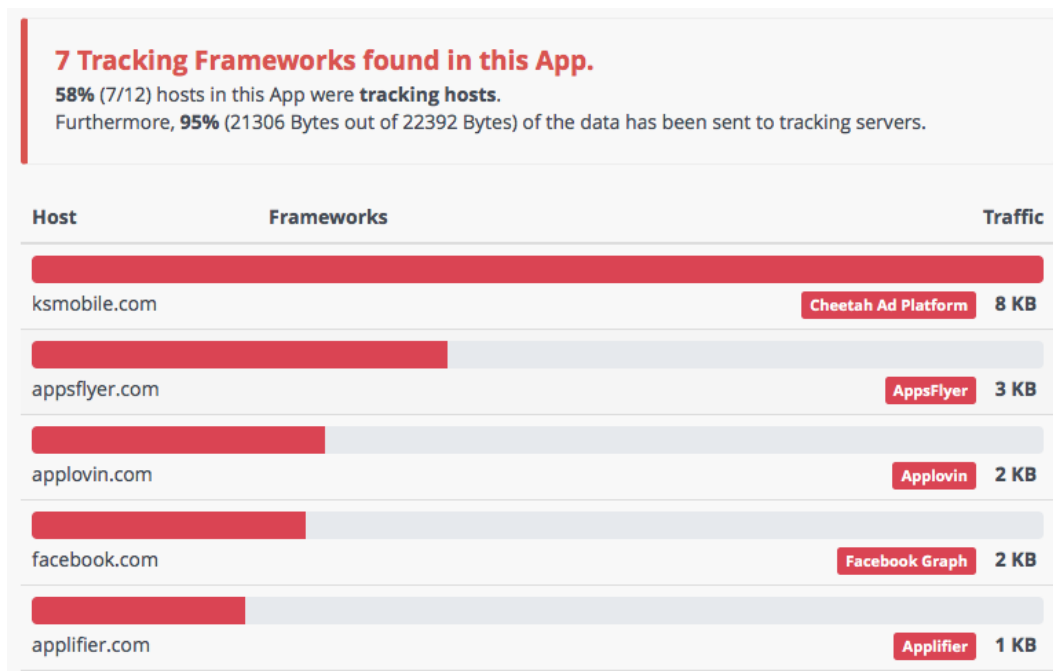 7 Tracking Frameworks found in this App.
58% (7/12) hosts in this App were tracking hosts.
Furthermore, 95% (21306 Bytes out of 22392 Bytes) of the data has been sent to tracking servers.
Host Frameworks Traffic
ksmobile.com Cheetah Ad Platform 8 KB
appsflyer.com AppsFlyer 3 KB
applovin.com Applovin 2 KB
facebook.com Facebook Graph 2 KB
applifier.com Applifier 1 KB